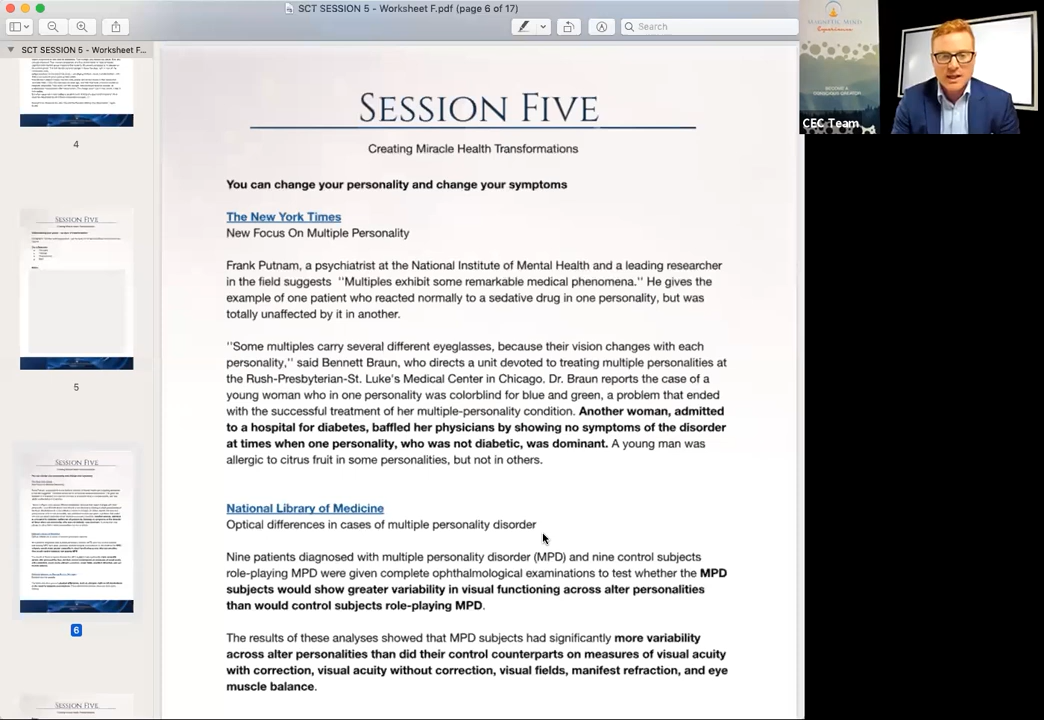 SCT SESSION 5 - Worksheet F.pdf (page 6 of 17)
Search
SCT SESSION 5 - Worksheet F...
4
SESSION FIVE
5
SESSION FIVE
6
SESSION FIVE
SESSION FIVE
Creating Miracle Health Transformations
You can change your personality and change your symptoms
The New York Times
New Focus On Multiple Personality
Frank Putnam, a psychiatrist at the National Institute of Mental Health and a leading researcher
in the field suggests ''Multiples exhibit some remarkable medical phenomena.'' He gives the
example of one patient who reacted normally to a sedative drug in one personality, but was
totally unaffected by it in another.
''Some multiples carry several different eyeglasses, because their vision changes with each
personality,'' said Bennett Braun, who directs a unit devoted to treating multiple personalities at
the Rush-Presbyterian-St. Luke's Medical Center in Chicago. Dr. Braun reports the case of a
young woman who in one personality was colorblind for blue and green, a problem that ended
with the successful treatment of her multiple-personality condition. Another woman, admitted
to a hospital for diabetes, baffled her physicians by showing no symptoms of the disorder
at times when one personality, who was not diabetic, was dominant. A young man was
allergic to citrus fruit in some personalities, but not in others.
National Library of Medicine
Optical differences in cases of multiple personality disorder
Nine patients diagnosed with multiple personality disorder (MPD) and nine control subjects
role-playing MPD were given complete ophthalmological examinations to test whether the MPD
subjects would show greater variability in visual functioning across alter personalities
than would control subjects role-playing MPD.
The results of these analyses showed that MPD subjects had significantly more variability
across alter personalities than did their control counterparts on measures of visual acuity
with correction, visual acuity without correction, visual fields, manifest refraction, and eye
muscle balance.
MAGNETIC MIND
BECOME A
CONSCIOUS CREATOR
CEC Team